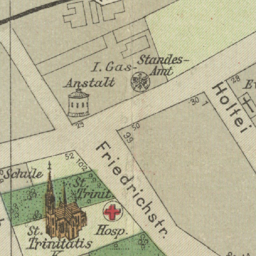 I. Gas-
Anstalt
Standes-
Amt
Holtei
Schule
Friedrichstr.
St.
Trinit.
St.
Trinitatis
Hosp.